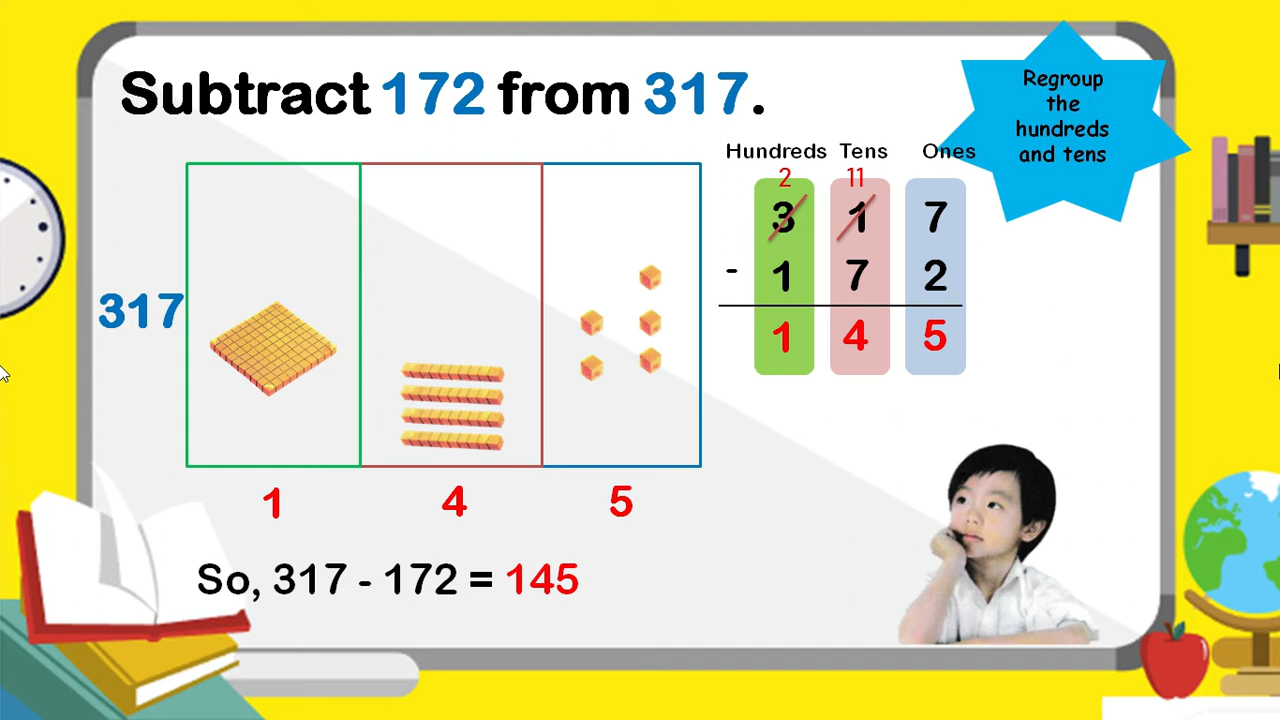 Subtract 172 from 317.
Regroup
the
hundreds
and tens
Hundreds Tens Ones
2 11
3 1 7
- 1 7 2
1 4 5
317
1 4 5
So, 317 - 172 = 145